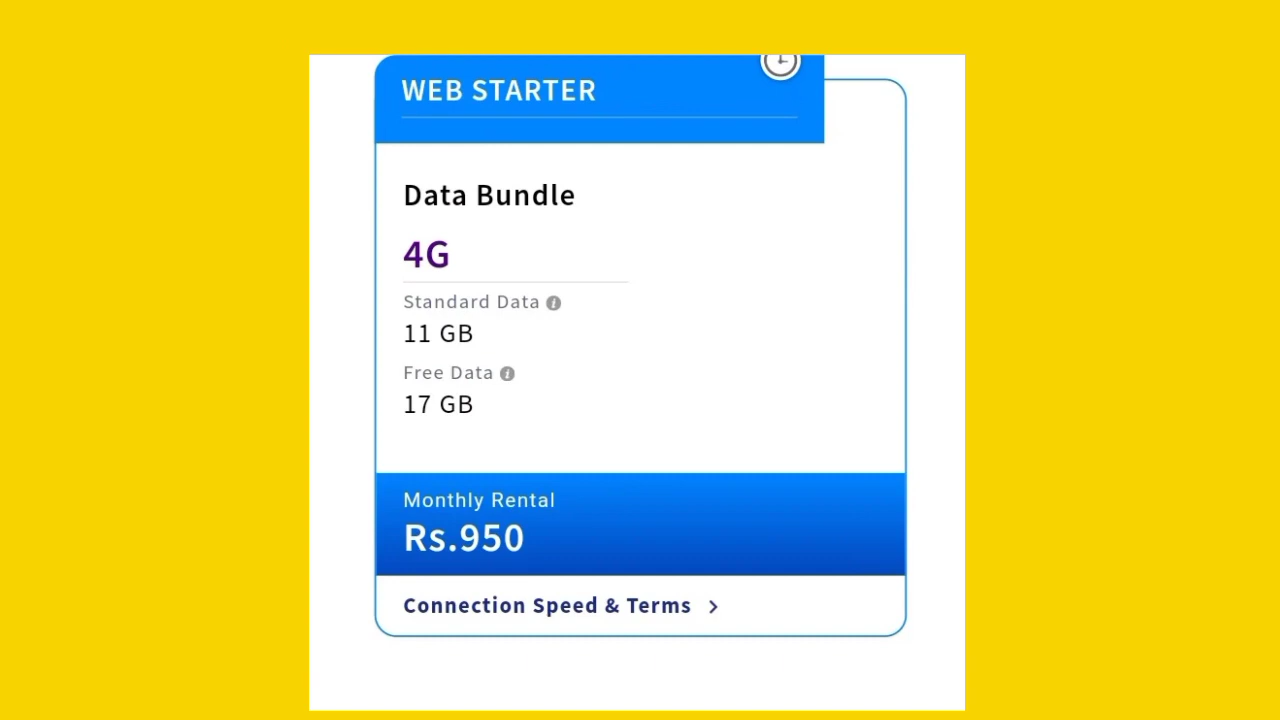 WEB STARTER
Data Bundle
4G
Standard Data
11 GB
Free Data
17 GB
Monthly Rental
Rs.950
Connection Speed & Terms